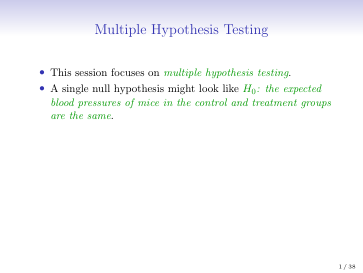 Multiple Hypothesis Testing
• This session focuses on multiple hypothesis testing.
• A single null hypothesis might look like H₀: the expected
blood pressures of mice in the control and treatment groups
are the same.
1 / 38